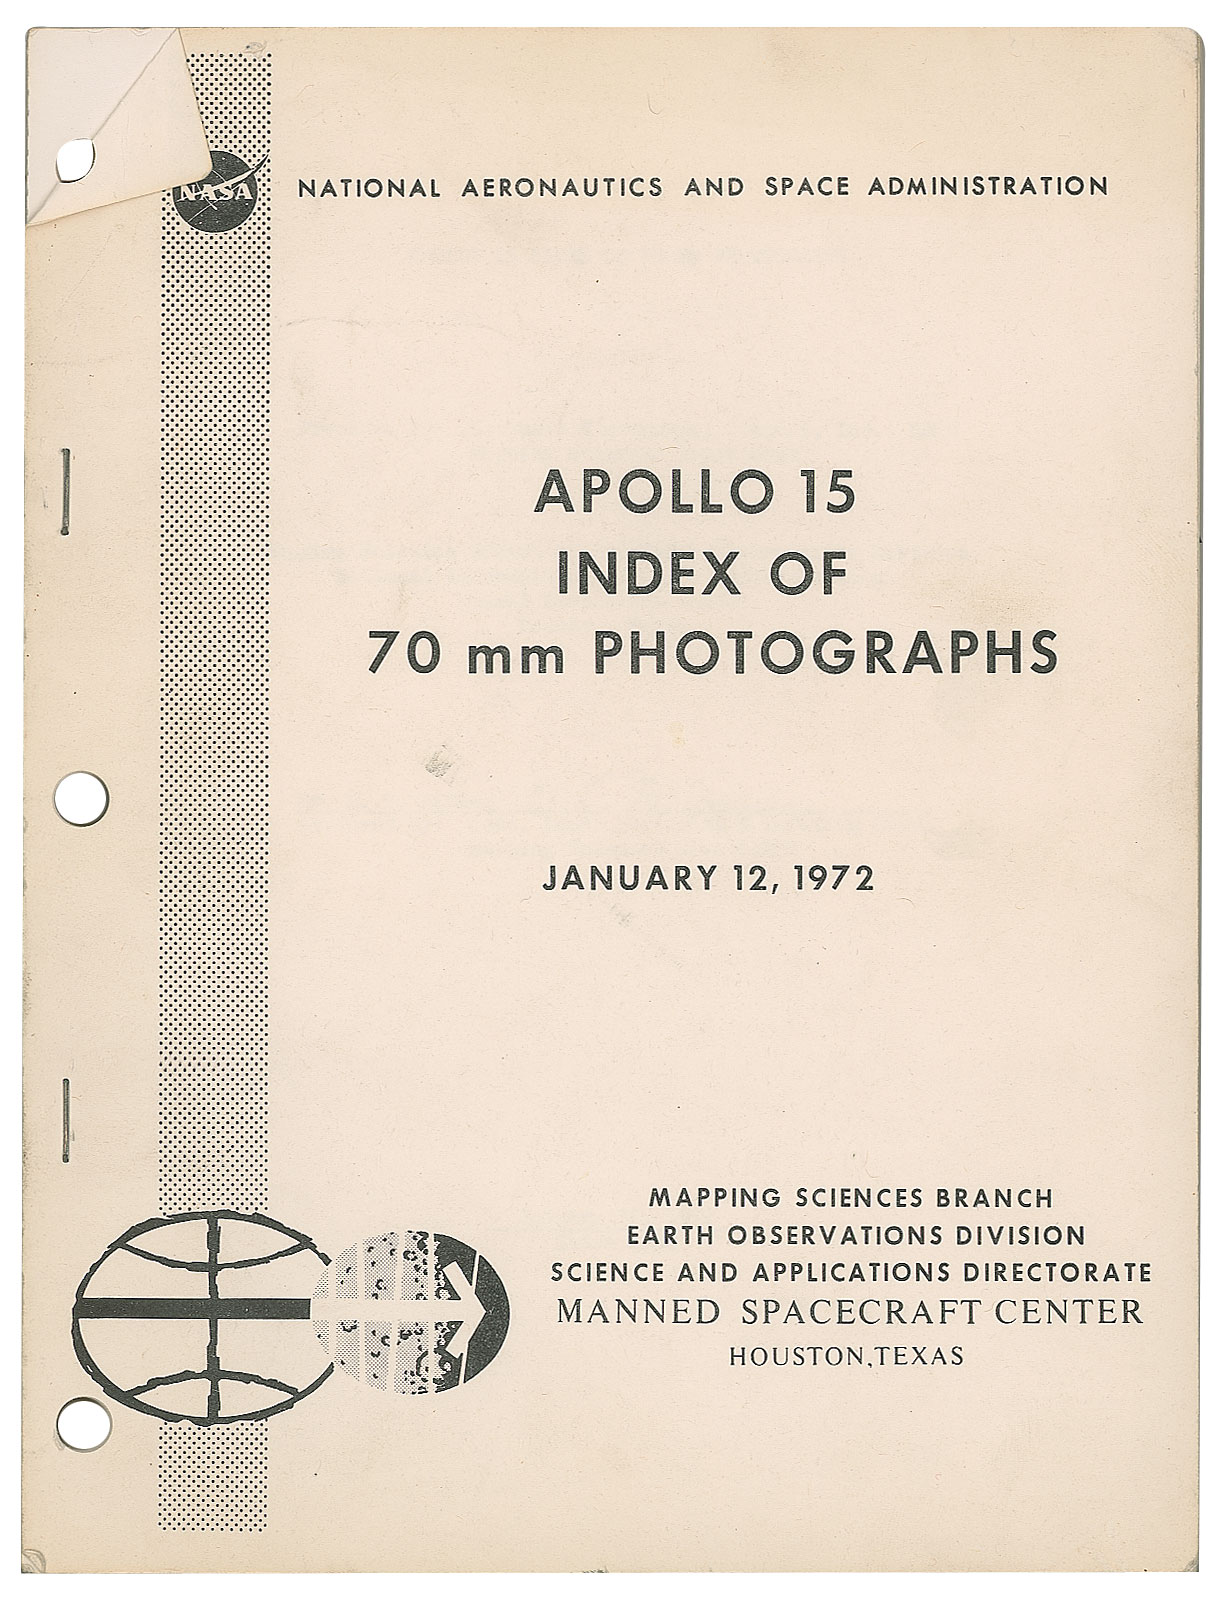 NASA
NATIONAL AERONAUTICS AND SPACE ADMINISTRATION
APOLLO 15
INDEX OF
70 mm PHOTOGRAPHS
JANUARY 12, 1972
MAPPING SCIENCES BRANCH
EARTH OBSERVATIONS DIVISION
SCIENCE AND APPLICATIONS DIRECTORATE
MANNED SPACECRAFT CENTER
HOUSTON, TEXAS